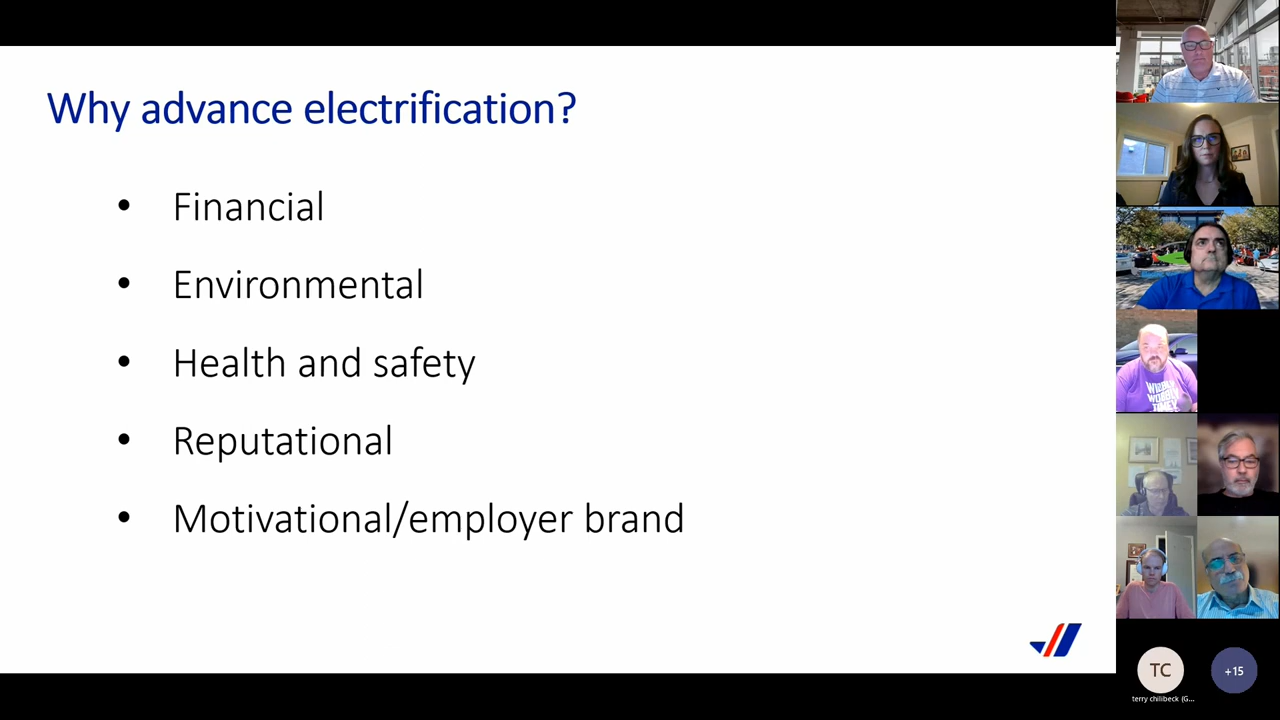 Why advance electrification?
• Financial
• Environmental
• Health and safety
• Reputational
• Motivational/employer brand
TC
+15
terry chilibeck (G...